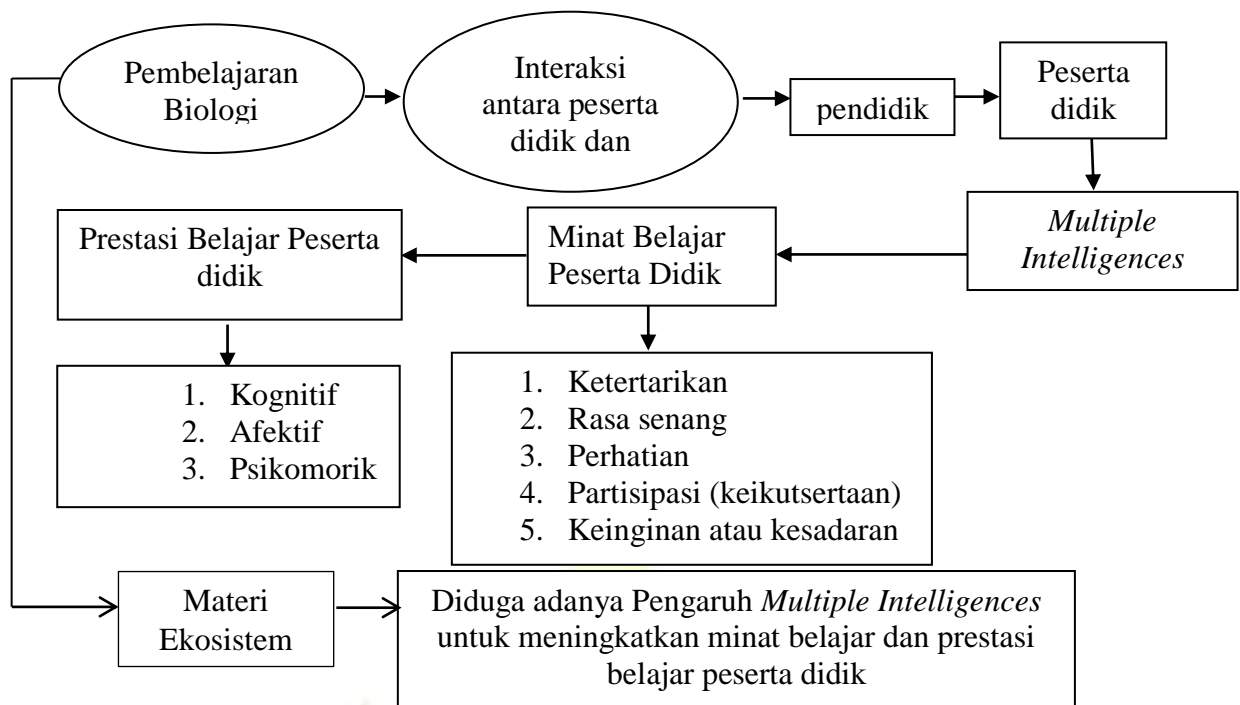 Pembelajaran
Biologi
Interaksi
antara peserta
didik dan
pendidik
Peserta
didik
Multiple
Intelligences
Minat Belajar
Peserta Didik
Prestasi Belajar Peserta
didik
1. Kognitif
2. Afektif
3. Psikomorik
1. Ketertarikan
2. Rasa senang
3. Perhatian
4. Partisipasi (keikutsertaan)
5. Keinginan atau kesadaran
Materi
Ekosistem
Diduga adanya Pengaruh Multiple Intelligences
untuk meningkatkan minat belajar dan prestasi
belajar peserta didik